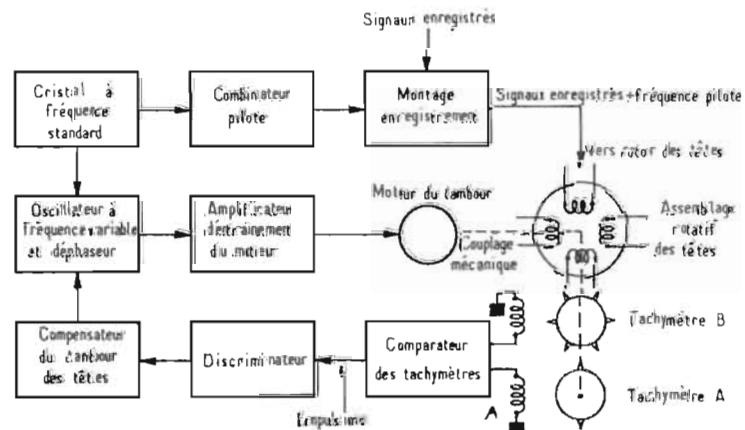 Signaux
enregistrés
Cristal à
fréquence
standard
Combinateur
pilote
Montage
enregistrement
Signaux enregistrés+fréquence pilote
Vers rotor des têtes
Moteur du tambour
Oscillateur à
fréquence variable
et déphaseur
Amplificateur
d'entrainement
du moteur
Assemblage
rotatif
des têtes
Couplage
mécanique
Compensateur
du tambour
des têtes
Discriminateur
Comparateur
des tachymètres
Tachymètre B
Tachymètre A
A